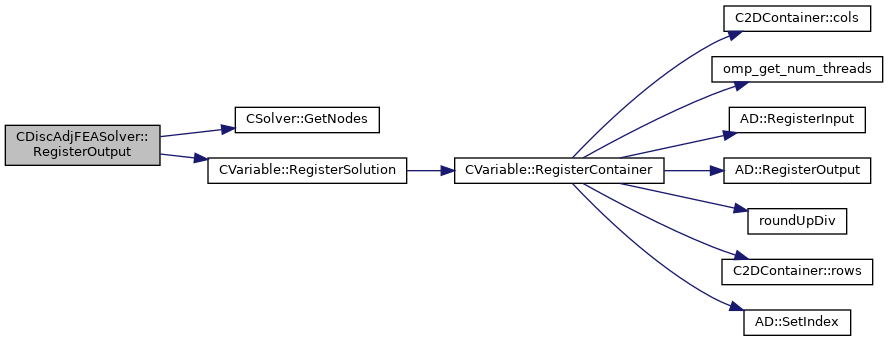 CDiscAdjFEASolver::
RegisterOutput
CSolver::GetNodes
CVariable::RegisterSolution
CVariable::RegisterContainer
C2DContainer::cols
omp_get_num_threads
AD::RegisterInput
AD::RegisterOutput
roundUpDiv
C2DContainer::rows
AD::SetIndex